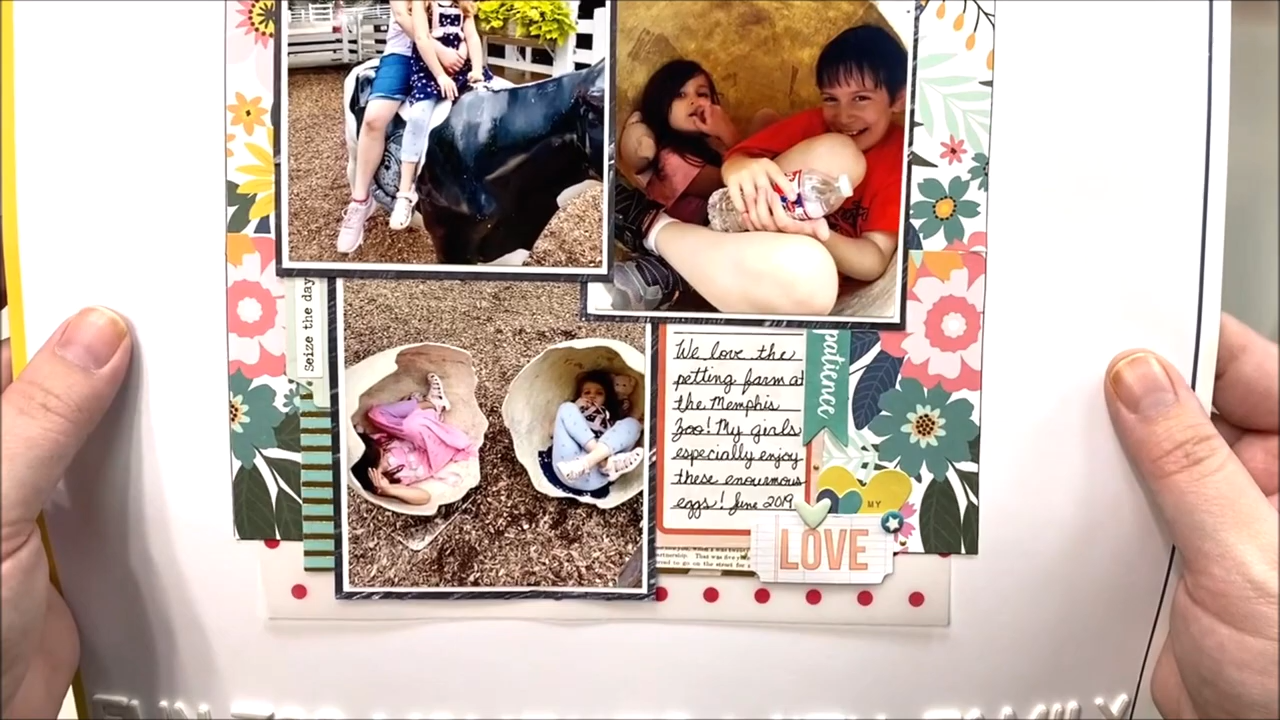 Seize the day
We love the
petting farm at
the Memphis
Zoo! My girls
especially enjoy
these enourmous
eggs! June 2019
patience
MY
LOVE
FAMILY